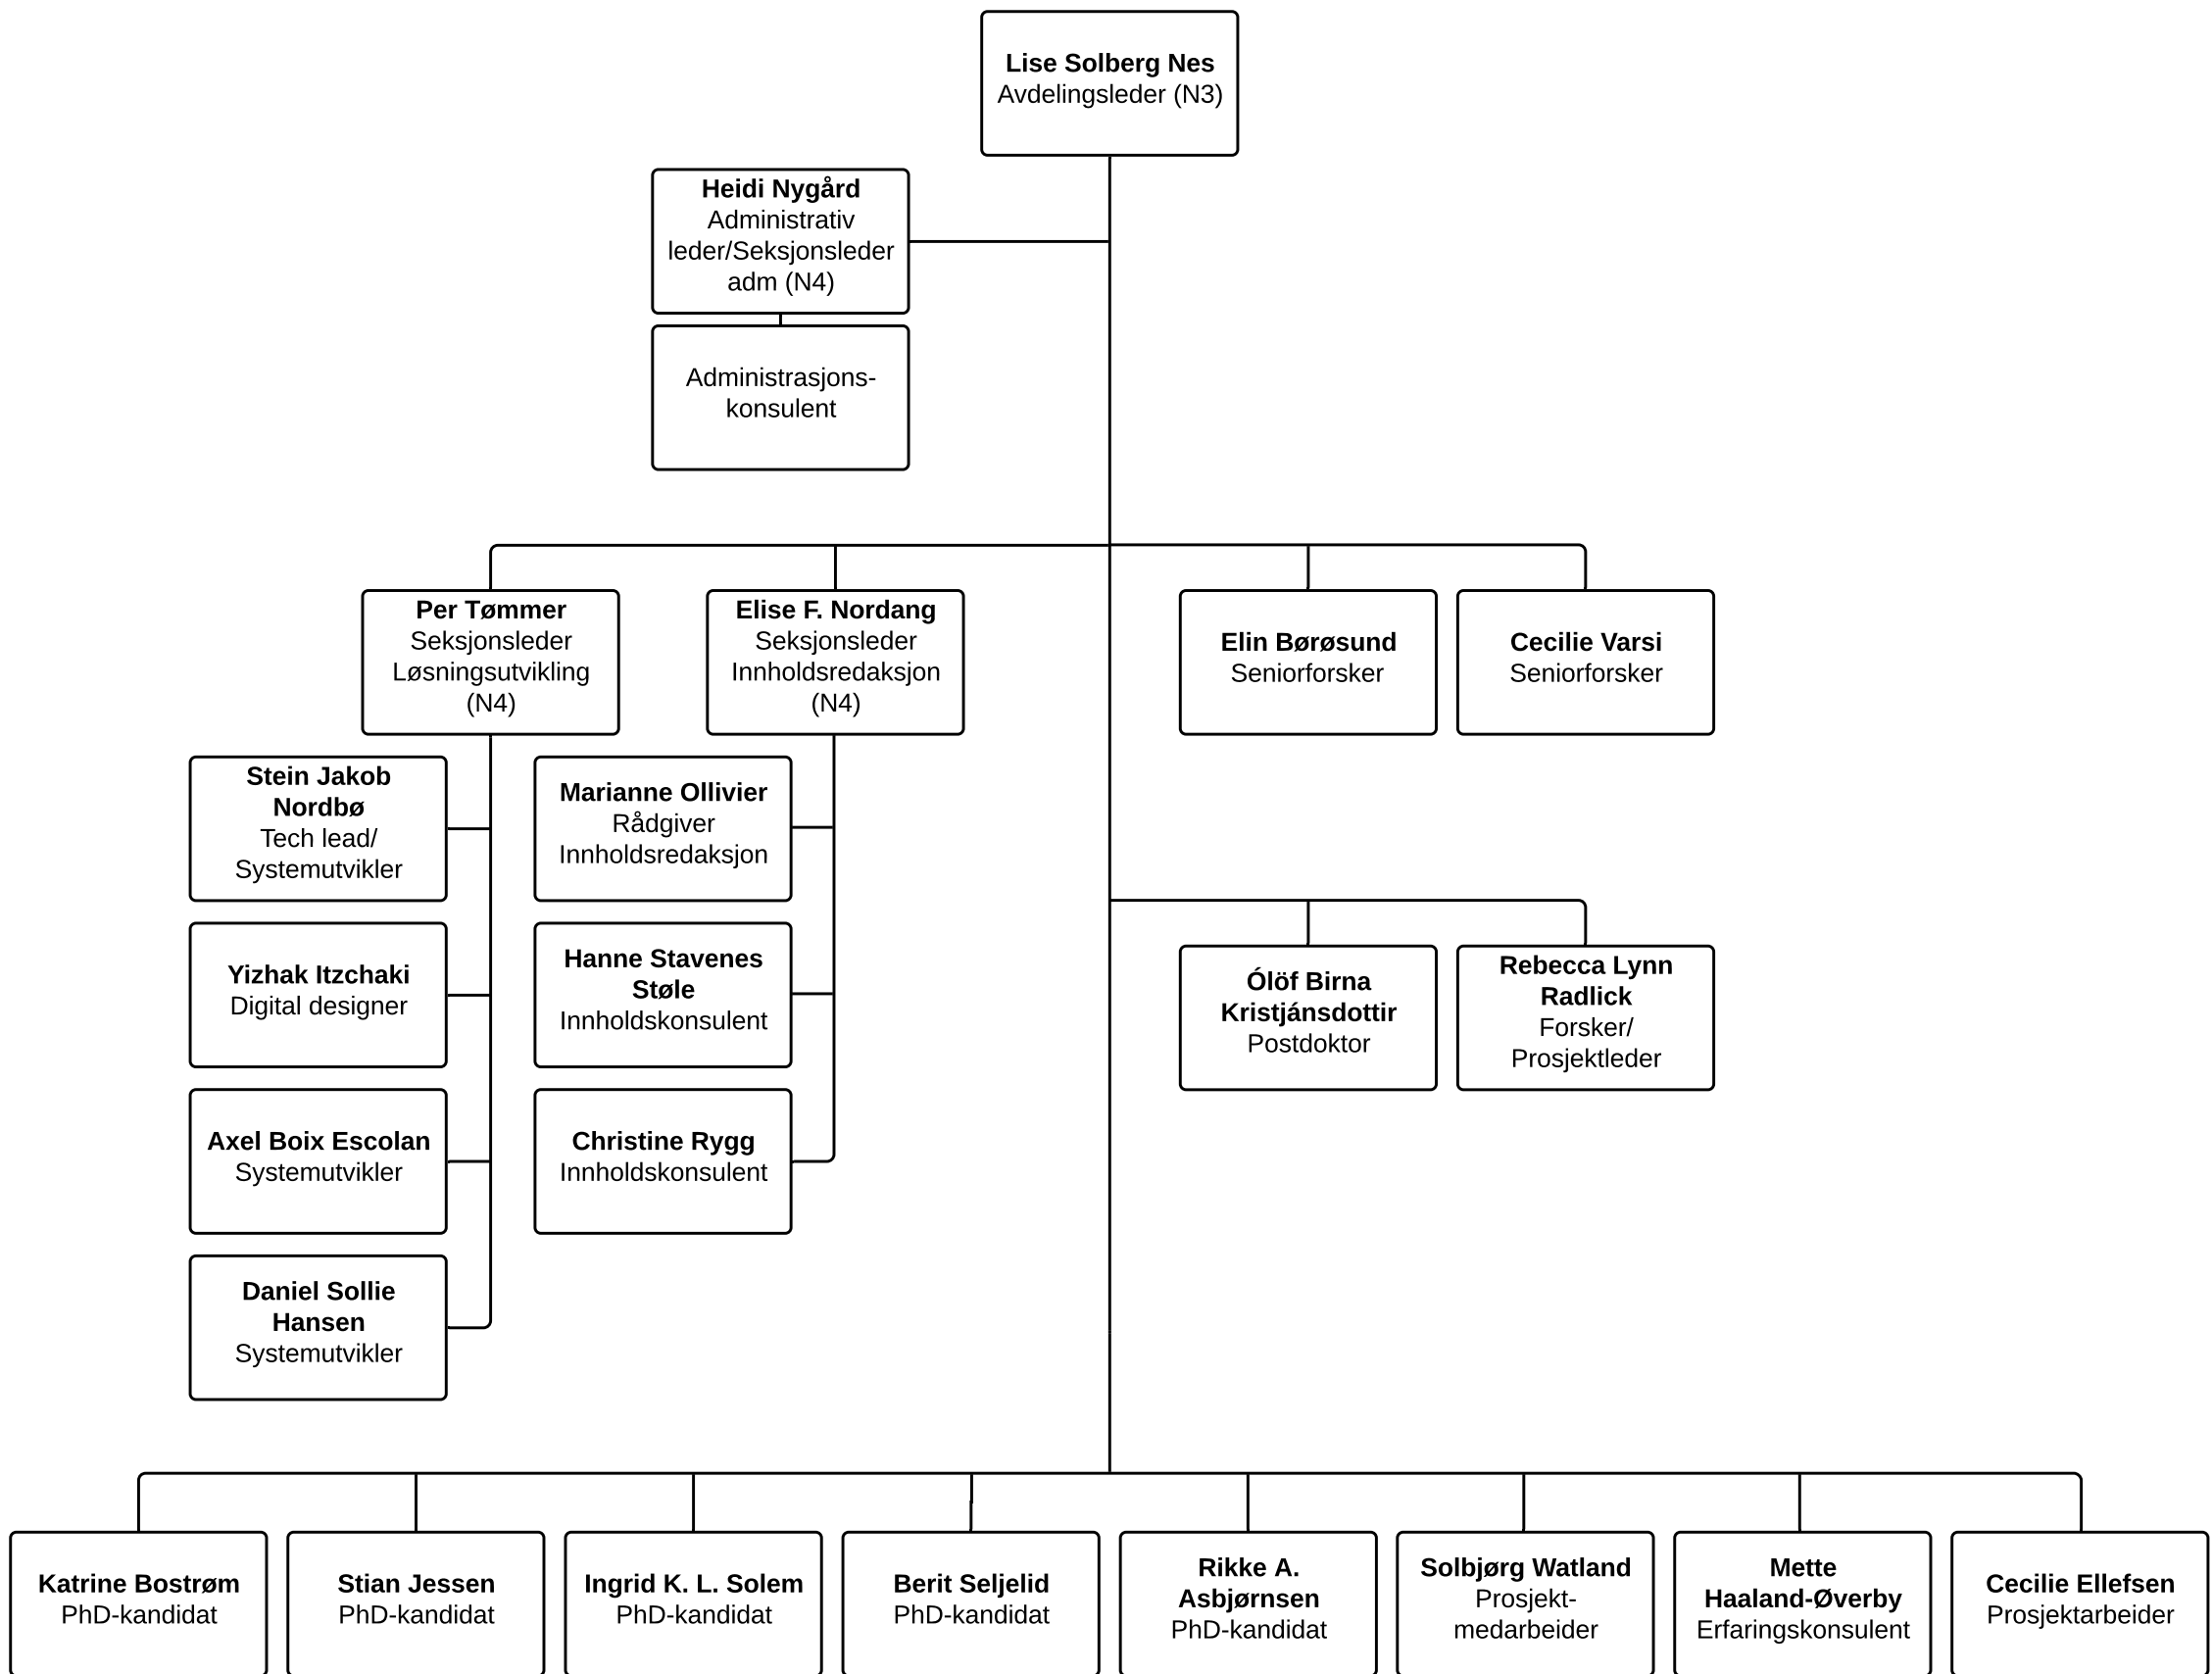 Lise Solberg Nes
Avdelingsleder (N3)
Heidi Nygård
Administrativ
leder/Seksjonsleder
adm (N4)
Administrasjons-
konsulent
Per Tømmer
Seksjonsleder
Løsningsutvikling
(N4)
Elise F. Nordang
Seksjonsleder
Innholdsredaksjon
(N4)
Elin Børøsund
Seniorforsker
Cecilie Varsi
Seniorforsker
Stein Jakob
Nordbø
Tech lead/
Systemutvikler
Marianne Ollivier
Rådgiver
Innholdsredaksjon
Yizhak Itzchaki
Digital designer
Hanne Stavenes
Støle
Innholdskonsulent
Ólöf Birna
Kristjánsdottir
Postdoktor
Rebecca Lynn
Radlick
Forsker/
Prosjektleder
Axel Boix Escolan
Systemutvikler
Christine Rygg
Innholdskonsulent
Daniel Sollie
Hansen
Systemutvikler
Katrine Bostrøm
PhD-kandidat
Stian Jessen
PhD-kandidat
Ingrid K. L. Solem
PhD-kandidat
Berit Seljelid
PhD-kandidat
Rikke A.
Asbjørnsen
PhD-kandidat
Solbjørg Watland
Prosjekt-
medarbeider
Mette
Haaland-Øverby
Erfaringskonsulent
Cecilie Ellefsen
Prosjektarbeider